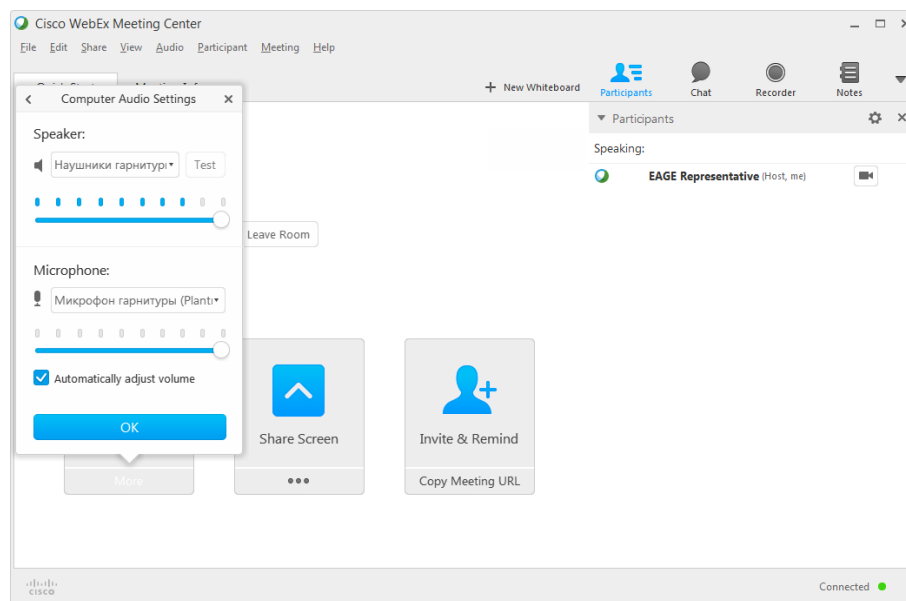 Cisco WebEx Meeting Center
File Edit Share View Audio Participant Meeting Help
+ New Whiteboard
Participants
Chat
Recorder
Notes
Computer Audio Settings
Speaker:
Наушники гарнитуры
Test
Microphone:
Микрофон гарнитуры (Plantr
Automatically adjust volume
OK
More
Leave Room
Share Screen
Invite & Remind
Copy Meeting URL
Participants
Speaking:
EAGE Representative (Host, me)
CISCO
Connected